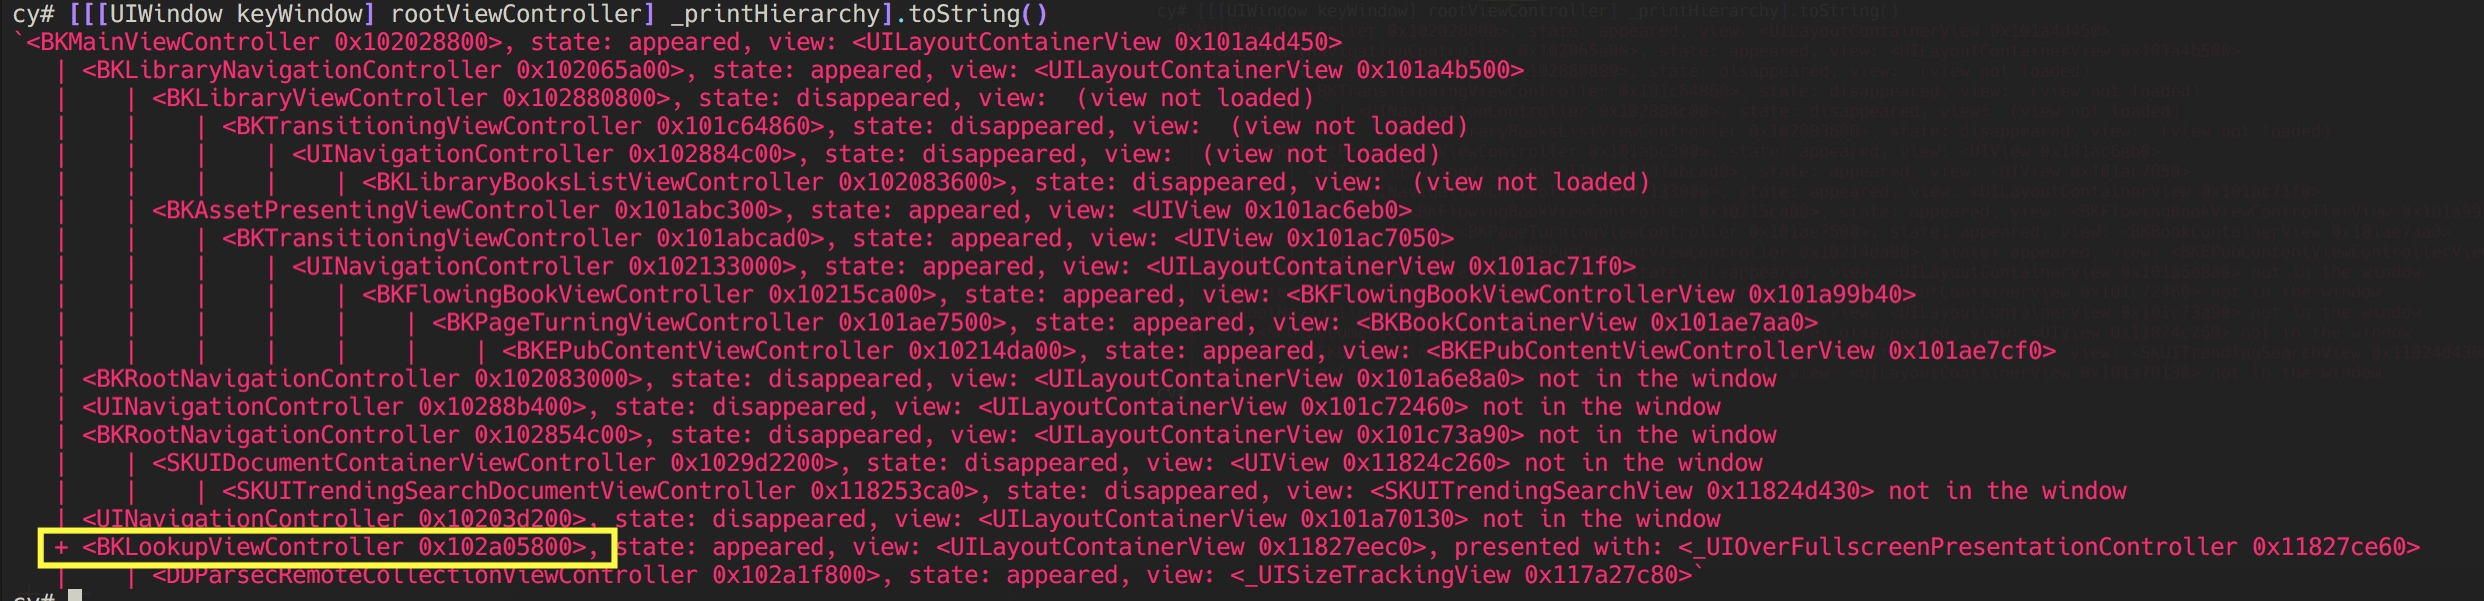 cy# [[[UIWindow keyWindow] rootViewController] _printHierarchy].toString()
`<BKMainViewController 0x102028800>, state: appeared, view: <UILayoutContainerView 0x101a4d450>
| <BKLibraryNavigationController 0x102065a00>, state: appeared, view: <UILayoutContainerView 0x101a4b500>
| | <BKLibraryViewController 0x102880800>, state: disappeared, view: (view not loaded)
| | | <BKTransitioningViewController 0x101c64860>, state: disappeared, view: (view not loaded)
| | | | <UINavigationController 0x102884c00>, state: disappeared, view: (view not loaded)
| | | | | <BKLibraryBooksListViewController 0x102083600>, state: disappeared, view: (view not loaded)
| | <BKAssetPresentingViewController 0x101abc300>, state: appeared, view: <UIView 0x101ac6eb0>
| | | <BKTransitioningViewController 0x101abcad0>, state: appeared, view: <UIView 0x101ac7050>
| | | | <UINavigationController 0x102133000>, state: appeared, view: <UILayoutContainerView 0x101ac71f0>
| | | | | <BKFlowingBookViewController 0x10215ca00>, state: appeared, view: <BKFlowingBookViewControllerView 0x101a99b40>
| | | | | | <BKPageTurningViewController 0x101ae7500>, state: appeared, view: <BKBookContainerView 0x101ae7aa0>
| | | | | | | <BKEPubContentViewController 0x10214da00>, state: appeared, view: <BKEPubContentViewControllerView 0x101ae7cf0>
| <BKRootNavigationController 0x102083000>, state: disappeared, view: <UILayoutContainerView 0x101a6e8a0> not in the window
| <UINavigationController 0x10288b400>, state: disappeared, view: <UILayoutContainerView 0x101c72460> not in the window
| <BKRootNavigationController 0x102854c00>, state: disappeared, view: <UILayoutContainerView 0x101c73a90> not in the window
| | <SKUIDocumentContainerViewController 0x1029d2200>, state: disappeared, view: <UIView 0x11824c260> not in the window
| | | <SKUITrendingSearchDocumentViewController 0x118253ca0>, state: disappeared, view: <SKUITrendingSearchView 0x11824d430> not in the window
| <UINavigationController 0x10203d200>, state: disappeared, view: <UILayoutContainerView 0x101a70130> not in the window
+ <BKLookupViewController 0x102a05800>, state: appeared, view: <UILayoutContainerView 0x11827eec0>, presented with: <_UIOverFullscreenPresentationController 0x11827ce60>
| | <DDParsecRemoteCollectionViewController 0x102a1f800>, state: appeared, view: <_UISizeTrackingView 0x117a27c80>`
cy#